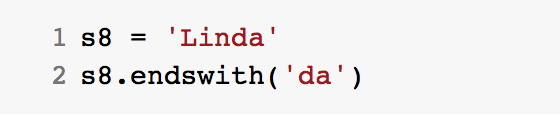 1 s8 = 'Linda'
2 s8.endswith('da')